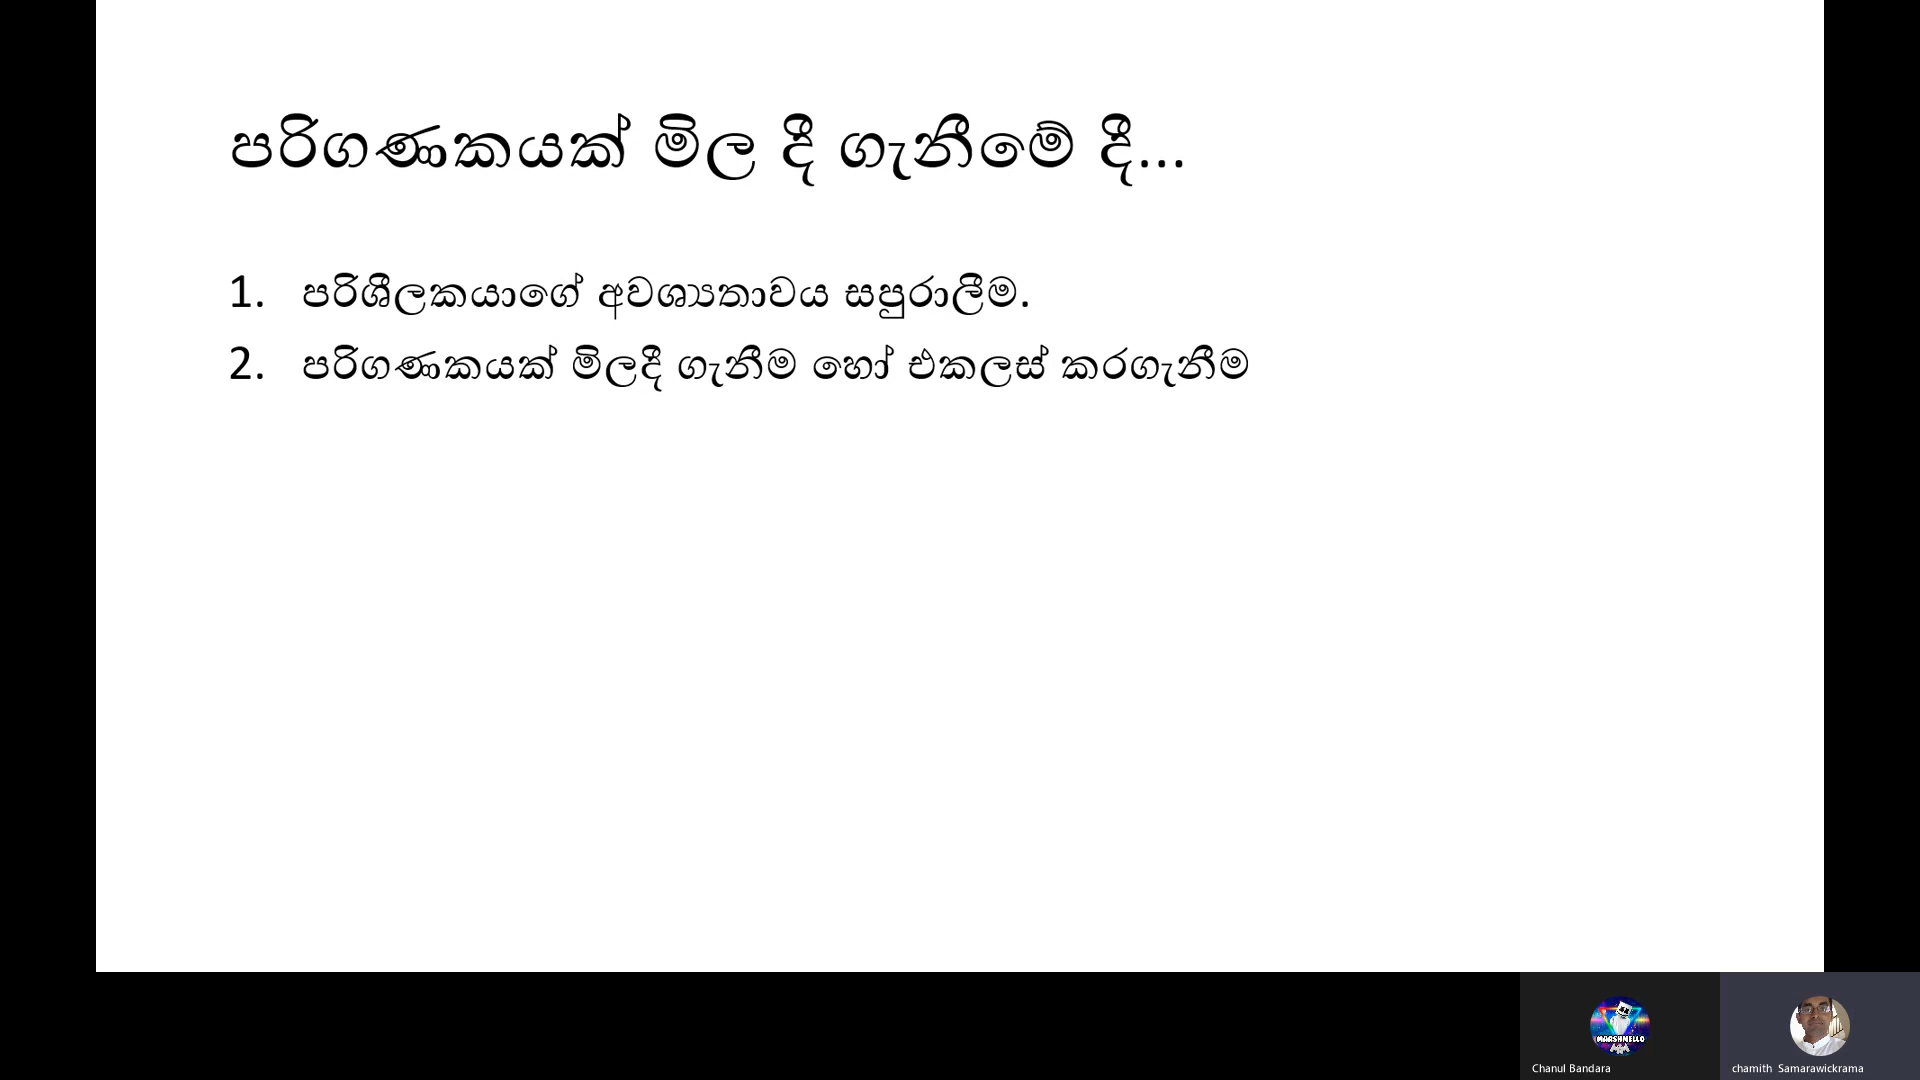 පරිගණකයක් මිල දී ගැනීමේ දී...
1. පරිශීලකයාගේ අවශ්‍යතාවය සපුරාලීම.
2. පරිගණකයක් මිලදී ගැනීම හෝ එකලස් කරගැනීම
MARSHMELLO
Chanul Bandara
chamith Samarawickrama